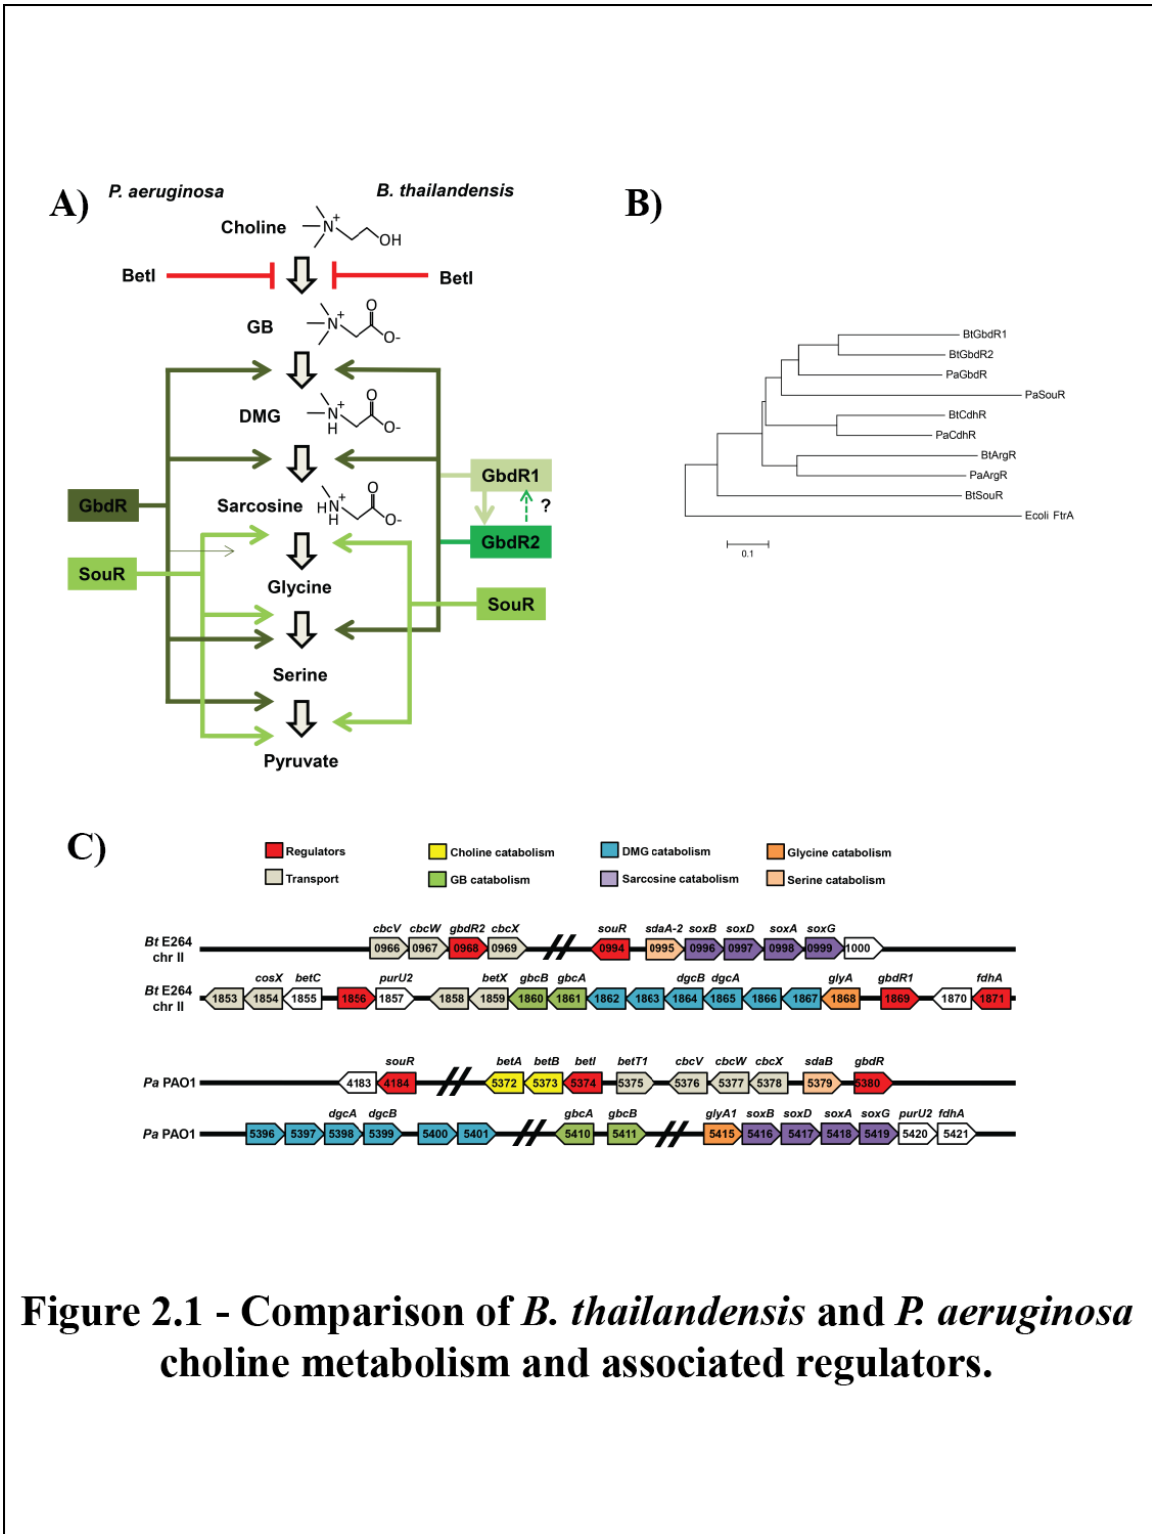 A)
P. aeruginosa
B. thailandensis
Choline
N+
OH
BetI
BetI
GB
N+
O
O-
DMG
N+
H
O
O-
GbdR
Sarcosine
HN+
H
O
O-
GbdR1
?
GbdR2
SouR
Glycine
SouR
Serine
Pyruvate
B)
BtGbdR1
BtGbdR2
PaGbdR
PaSouR
BtCdhR
PaCdhR
BtArgR
PaArgR
BtSouR
Ecoli FtrA
0.1
C)
Regulators
Choline catabolism
DMG catabolism
Glycine catabolism
Transport
GB catabolism
Sarcosine catabolism
Serine catabolism
cbcV cbcW gbdR2 cbcX souR sdaA-2 soxB soxD soxA soxG
Bt E264 chr II
0966 0967 0968 0969 0994 0995 0996 0997 0998 0999 1000
cosX betC purU2 betX gbcB gbcA dgcB dgcA glyA gbdR1 fdhA
Bt E264 chr II
1853 1854 1855 1856 1857 1858 1859 1860 1861 1862 1863 1864 1865 1866 1867 1868 1869 1870 1871
souR betA betB betI betT1 cbcV cbcW cbcX sdaB gbdR
Pa PAO1
4183 4184 5372 5373 5374 5375 5376 5377 5378 5379 5380
dgcA dgcB gbcA gbcB glyA1 soxB soxD soxA soxG purU2 fdhA
Pa PAO1
5396 5397 5398 5399 5400 5401 5410 5411 5415 5416 5417 5418 5419 5420 5421
Figure 2.1 - Comparison of B. thailandensis and P. aeruginosa
choline metabolism and associated regulators.